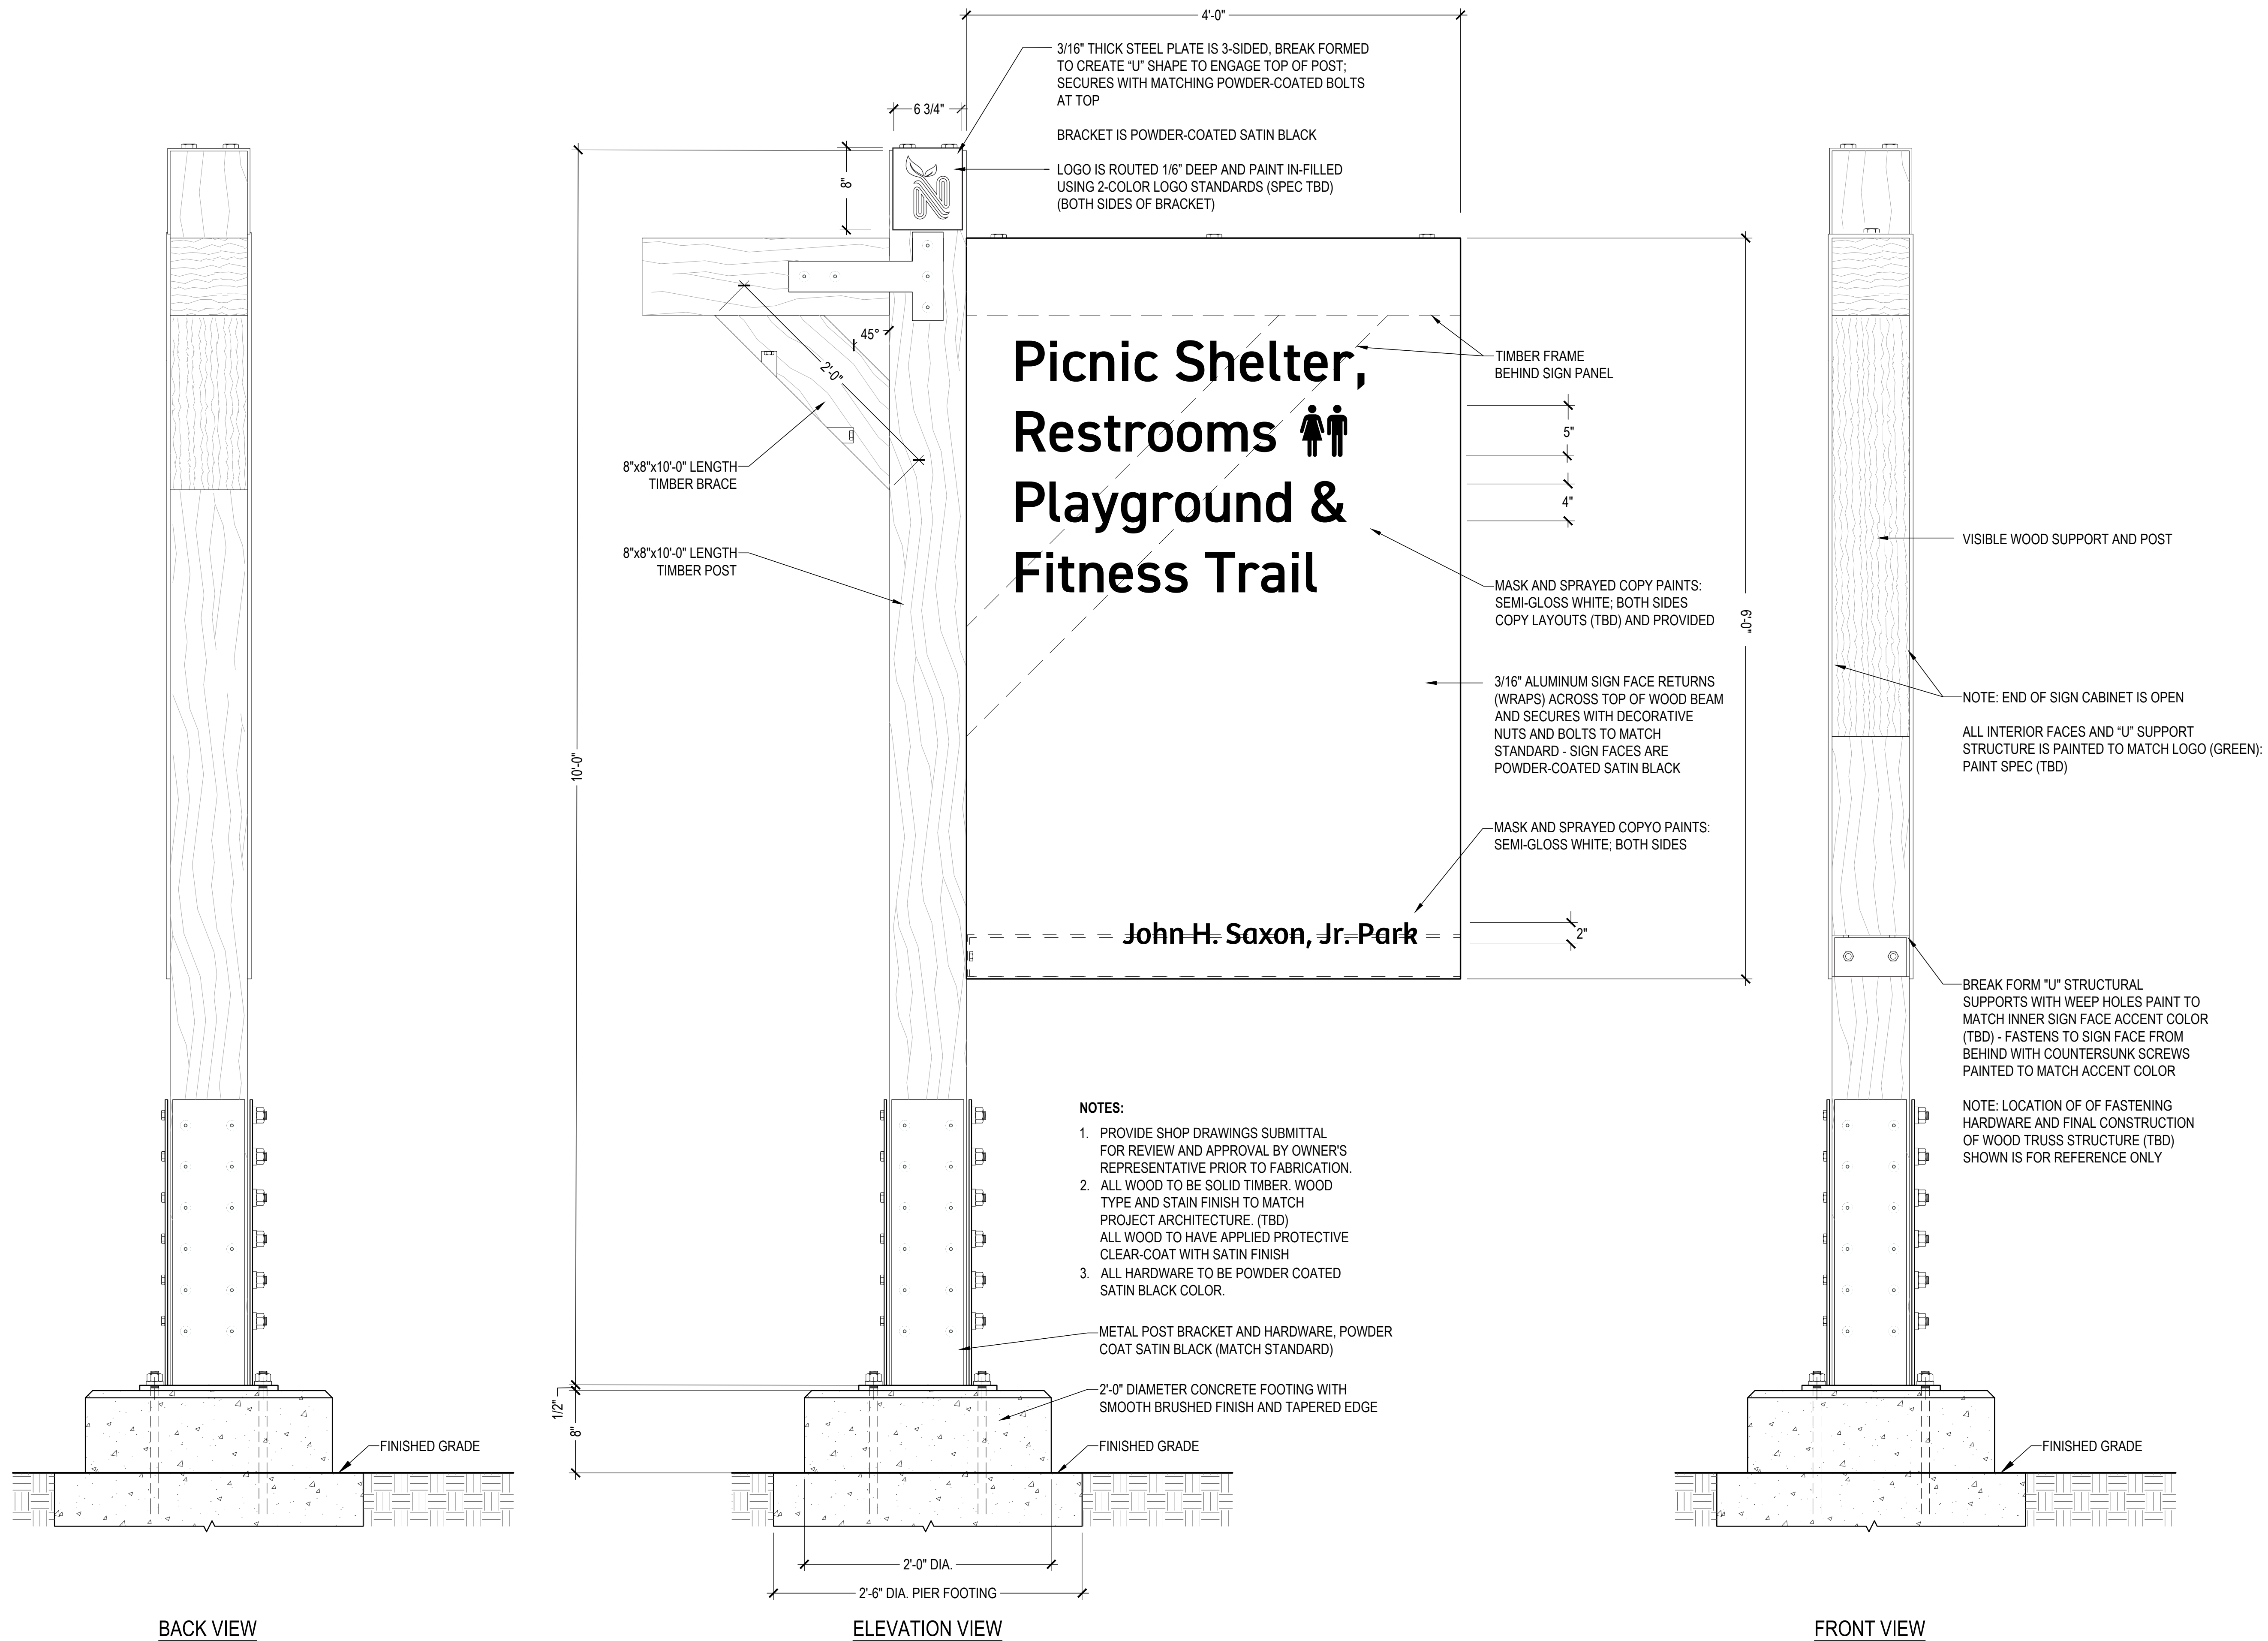 4'-0"
3/16" THICK STEEL PLATE IS 3-SIDED, BREAK FORMED
TO CREATE “U” SHAPE TO ENGAGE TOP OF POST;
SECURES WITH MATCHING POWDER-COATED BOLTS
AT TOP
BRACKET IS POWDER-COATED SATIN BLACK
LOGO IS ROUTED 1/6” DEEP AND PAINT IN-FILLED
USING 2-COLOR LOGO STANDARDS (SPEC TBD)
(BOTH SIDES OF BRACKET)
6 3/4"
8"
45°
2'-0"
8"x8"x10'-0" LENGTH
TIMBER BRACE
8"x8"x10'-0" LENGTH
TIMBER POST
10'-0"
Picnic Shelter,
Restrooms
Playground &
Fitness Trail
John H. Saxon, Jr. Park
TIMBER FRAME
BEHIND SIGN PANEL
5"
4"
MASK AND SPRAYED COPY PAINTS:
SEMI-GLOSS WHITE; BOTH SIDES
COPY LAYOUTS (TBD) AND PROVIDED
6'-0"
3/16" ALUMINUM SIGN FACE RETURNS
(WRAPS) ACROSS TOP OF WOOD BEAM
AND SECURES WITH DECORATIVE
NUTS AND BOLTS TO MATCH
STANDARD - SIGN FACES ARE
POWDER-COATED SATIN BLACK
MASK AND SPRAYED COPYO PAINTS:
SEMI-GLOSS WHITE; BOTH SIDES
2"
VISIBLE WOOD SUPPORT AND POST
NOTE: END OF SIGN CABINET IS OPEN
ALL INTERIOR FACES AND “U” SUPPORT
STRUCTURE IS PAINTED TO MATCH LOGO (GREEN):
PAINT SPEC (TBD)
BREAK FORM "U" STRUCTURAL
SUPPORTS WITH WEEP HOLES PAINT TO
MATCH INNER SIGN FACE ACCENT COLOR
(TBD) - FASTENS TO SIGN FACE FROM
BEHIND WITH COUNTERSUNK SCREWS
PAINTED TO MATCH ACCENT COLOR
NOTE: LOCATION OF OF FASTENING
HARDWARE AND FINAL CONSTRUCTION
OF WOOD TRUSS STRUCTURE (TBD)
SHOWN IS FOR REFERENCE ONLY
NOTES:
1. PROVIDE SHOP DRAWINGS SUBMITTAL
FOR REVIEW AND APPROVAL BY OWNER'S
REPRESENTATIVE PRIOR TO FABRICATION.
2. ALL WOOD TO BE SOLID TIMBER. WOOD
TYPE AND STAIN FINISH TO MATCH
PROJECT ARCHITECTURE. (TBD)
ALL WOOD TO HAVE APPLIED PROTECTIVE
CLEAR-COAT WITH SATIN FINISH
3. ALL HARDWARE TO BE POWDER COATED
SATIN BLACK COLOR.
METAL POST BRACKET AND HARDWARE, POWDER
COAT SATIN BLACK (MATCH STANDARD)
2'-0" DIAMETER CONCRETE FOOTING WITH
SMOOTH BRUSHED FINISH AND TAPERED EDGE
1/2"
8"
FINISHED GRADE
FINISHED GRADE
FINISHED GRADE
2'-0" DIA.
2'-6" DIA. PIER FOOTING
BACK VIEW
ELEVATION VIEW
FRONT VIEW